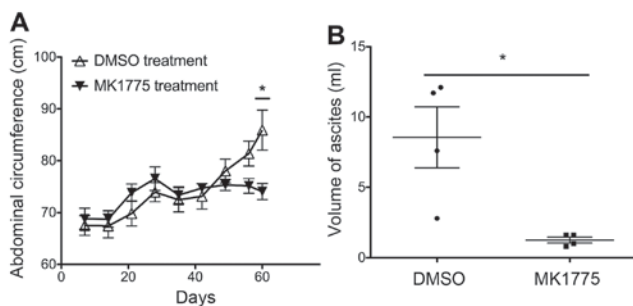 A
Abdominal circumference (cm)
100
90
80
70
60
DMSO treatment
MK1775 treatment
*
0
20
40
60
80
Days
B
Volume of ascites (ml)
15
10
5
0
*
DMSO
MK1775